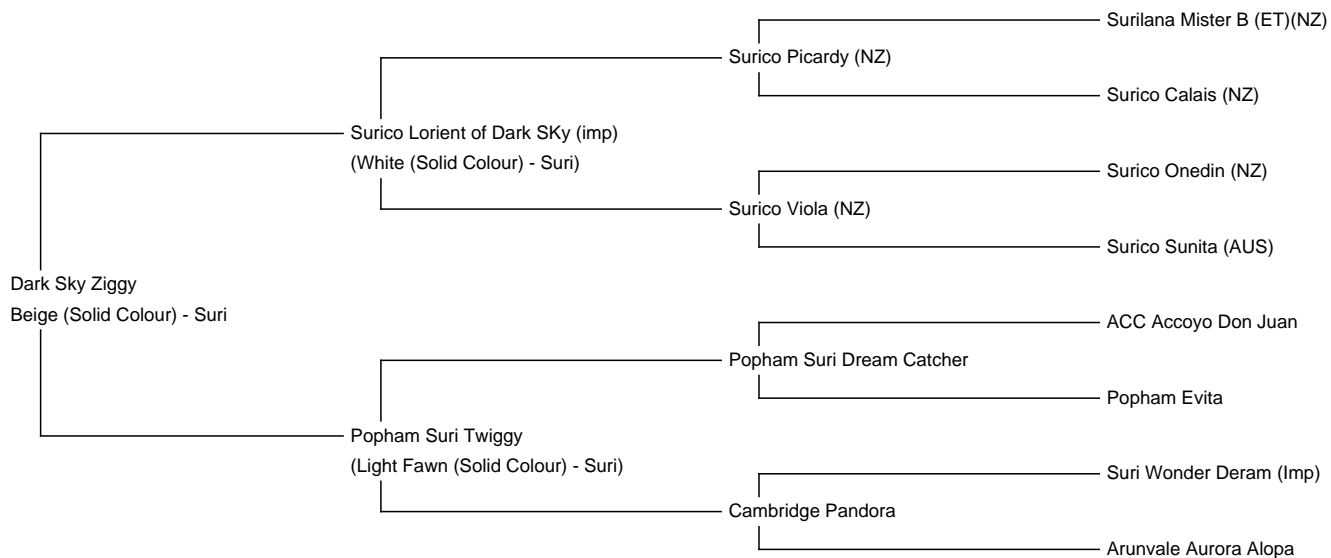 Surilana Mister B (ET)(NZ)
Surico Picardy (NZ)
Surico Calais (NZ)
Surico Lorient of Dark SKy (imp)
(White (Solid Colour) - Suri)
Surico Onedin (NZ)
Surico Viola (NZ)
Surico Sunita (AUS)
Dark Sky Ziggy
Beige (Solid Colour) - Suri
ACC Accoyo Don Juan
Popham Suri Dream Catcher
Popham Evita
Popham Suri Twiggy
(Light Fawn (Solid Colour) - Suri)
Suri Wonder Deram (Imp)
Cambridge Pandora
Arunvale Aurora Alopa